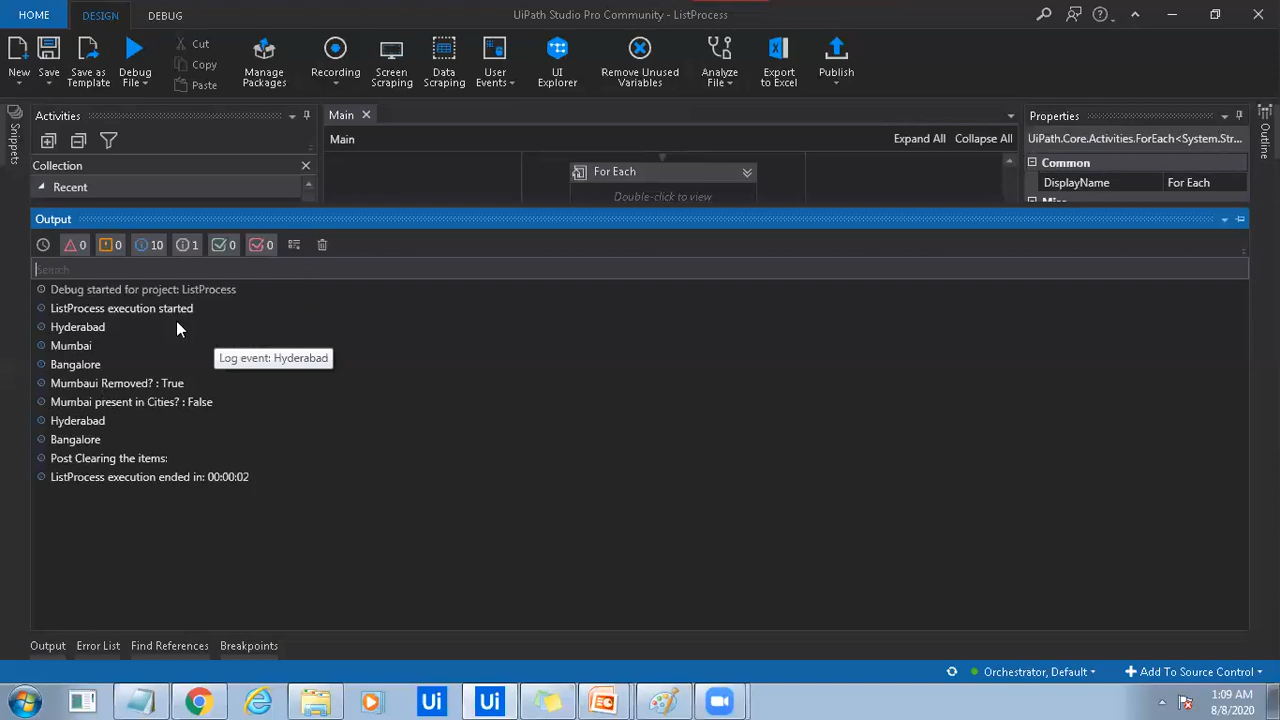 HOME DESIGN DEBUG UiPath Studio Pro Community - ListProcess
New Save Save as Template Debug File Cut Copy Paste Manage Packages Recording Screen Scraping Data Scraping User Events UI Explorer Remove Unused Variables Analyze File Export to Excel Publish
Snippets
Activities
Collection
Recent
Main
Main Expand All Collapse All
For Each
Double-click to view
Properties
UiPath.Core.Activities.ForEach<System.Str...
Common
DisplayName For Each
Misc
Outline
Output
0 0 10 1 0 0
Search
Debug started for project: ListProcess
ListProcess execution started
Hyderabad
Mumbai
Log event: Hyderabad
Bangalore
Mumbaui Removed? : True
Mumbai present in Cities? : False
Hyderabad
Bangalore
Post Clearing the items:
ListProcess execution ended in: 00:00:02
Output Error List Find References Breakpoints
Orchestrator, Default Add To Source Control
Ui Ui
1:09 AM
8/8/2020